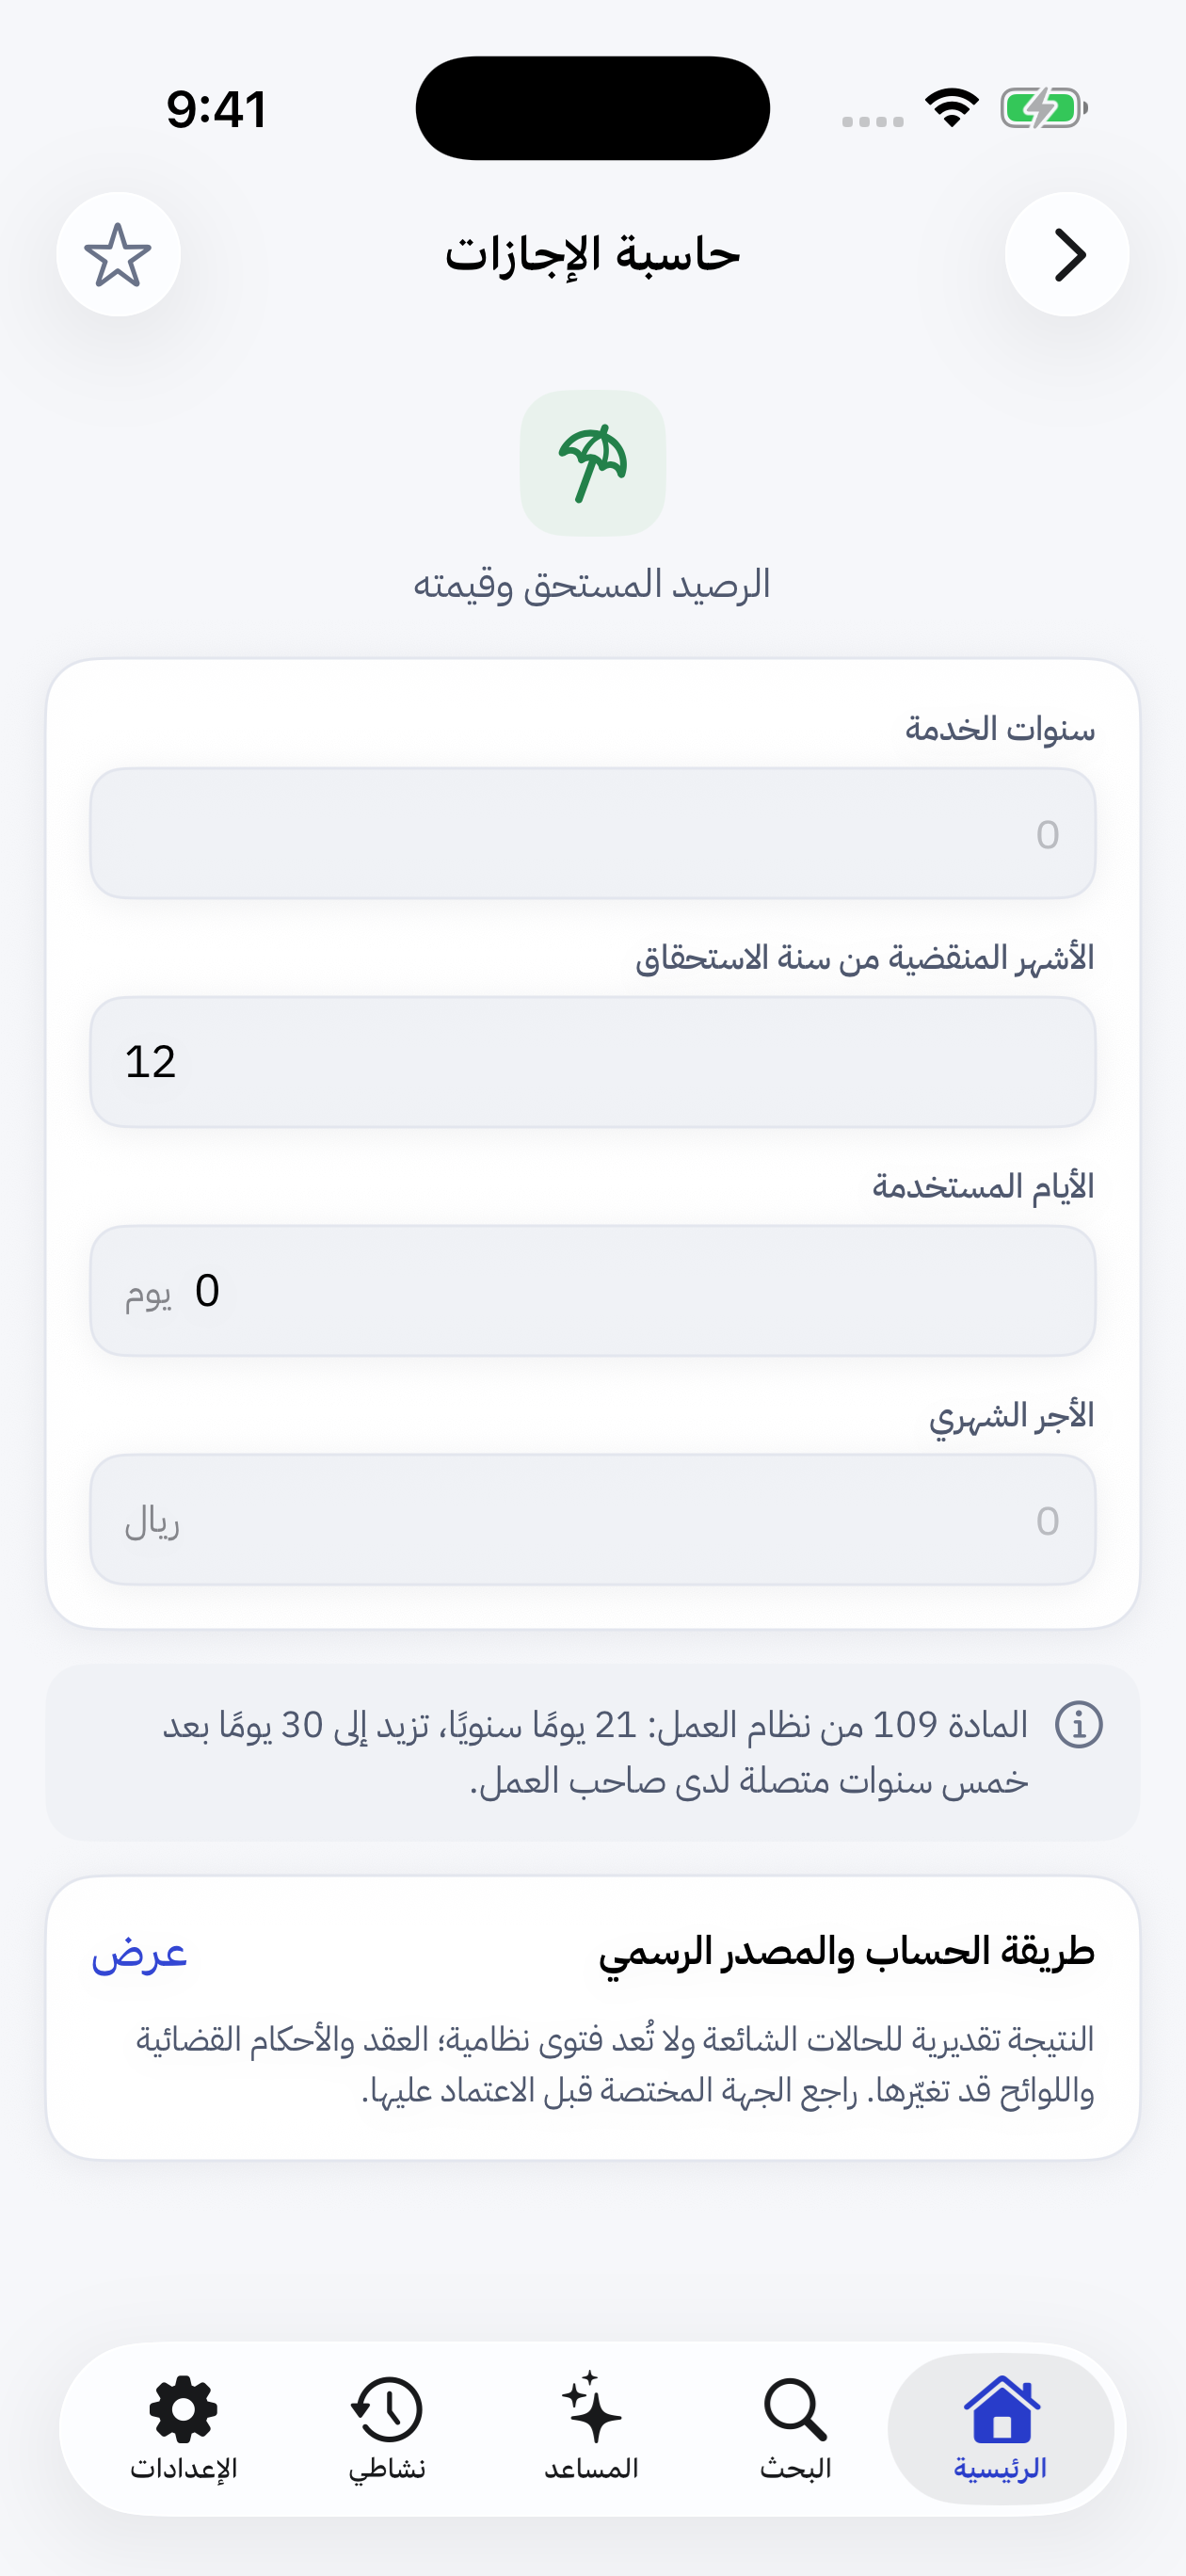 9:41
حاسبة الإجازات
الرصيد المستحق وقيمته
سنوات الخدمة
0
الأشهر المنقضية من سنة الاستحقاق
12
الأيام المستخدمة
0 يوم
الأجر الشهري
0 ريال
المادة 109 من نظام العمل: 21 يومًا سنويًا، تزيد إلى 30 يومًا بعد
خمس سنوات متصلة لدى صاحب العمل.
طريقة الحساب والمصدر الرسمي عرض
النتيجة تقديرية للحالات الشائعة ولا تُعد فتوى نظامية؛ العقد والأحكام القضائية
واللوائح قد تغيّرها. راجع الجهة المختصة قبل الاعتماد عليها.
الرئيسية البحث المساعد نشاطي الإعدادات